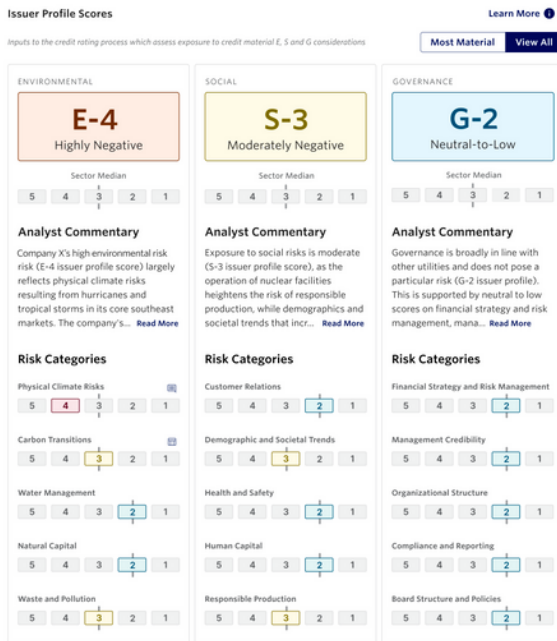 Issuer Profile Scores
Learn More
Inputs to the credit rating process which assess exposure to credit material E, S and G considerations
Most Material
View All
ENVIRONMENTAL
E-4
Highly Negative
Sector Median
5 4 3 2 1
Analyst Commentary
Company X's high environmental risk
risk (E-4 issuer profile score) largely
reflects physical climate risks
resulting from hurricanes and
tropical storms in its core southeast
markets. The company's... Read More
Risk Categories
Physical Climate Risks
5 4 3 2 1
Carbon Transitions
5 4 3 2 1
Water Management
5 4 3 2 1
Natural Capital
5 4 3 2 1
Waste and Pollution
5 4 3 2 1
SOCIAL
S-3
Moderately Negative
Sector Median
5 4 3 2 1
Analyst Commentary
Exposure to social risks is moderate
(S-3 issuer profile score), as the
operation of nuclear facilities
heightens the risk of responsible
production, while demographics and
societal trends that incr... Read More
Risk Categories
Customer Relations
5 4 3 2 1
Demographic and Societal Trends
5 4 3 2 1
Health and Safety
5 4 3 2 1
Human Capital
5 4 3 2 1
Responsible Production
5 4 3 2 1
GOVERNANCE
G-2
Neutral-to-Low
Sector Median
5 4 3 2 1
Analyst Commentary
Governance is broadly in line with
other utilities and does not pose a
particular risk (G-2 issuer profile).
This is supported by neutral to low
scores on financial strategy and risk
management, mana... Read More
Risk Categories
Financial Strategy and Risk Management
5 4 3 2 1
Management Credibility
5 4 3 2 1
Organizational Structure
5 4 3 2 1
Compliance and Reporting
5 4 3 2 1
Board Structure and Policies
5 4 3 2 1